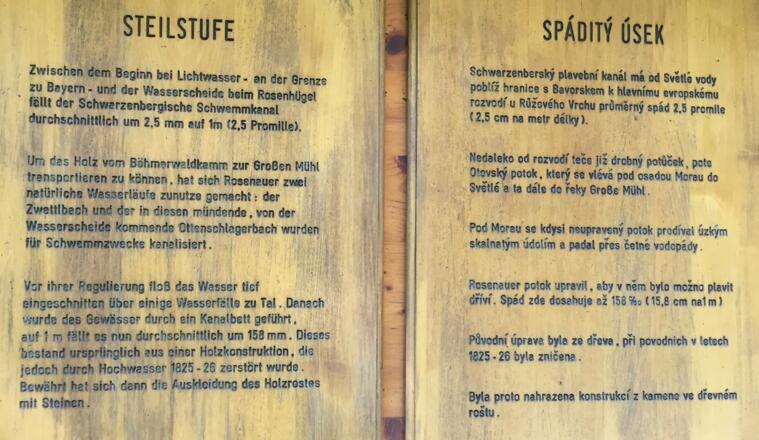 STEILSTUFE
Zwischen dem Beginn bei Lichtwasser - an der Grenze
zu Bayern - und der Wasserscheide beim Rosenhügel
fällt der Schwarzenbergische Schwemmkanal
durchschnittlich um 2,5 mm auf 1m (2,5 Promille).
Um das Holz vom Böhmerwaldkamm zur Großen Mühl
transportieren zu können, hat sich Rosenauer zwei
natürliche Wasserläufe zunutze gemacht : der
Zwettlbach und der in diesen mündende, von der
Wasserscheide kommende Ottenschlagerbach wurden
für Schwemmzwecke kanalisiert.
Vor ihrer Regulierung floß das Wasser tief
eingeschnitten über einige Wasserfälle zu Tal. Danach
wurde das Gewässer durch ein Kanalbett geführt,
auf 1 m fällt es nun durchschnittlich um 158 mm. Dieses
bestand ursprünglich aus einer Holzkonstruktion, die
jedoch durch Hochwasser 1825 - 26 zerstört wurde.
Bewährt hat sich dann die Auskleidung des Holzrostes
mit Steinen.
SPÁDITÝ ÚSEK
Schwarzenberský plavební kanál má od Světlé vody
poblíž hranice s Bavorskem k hlavnímu evropskému
rozvodí u Růžového Vrchu průměrný spád 2,5 promile
(2,5 cm na metr délky).
Nedaleko od rozvodí teče již drobný potůček, pote
Otovský potok, který se vlévá pod osadou Morau do
Světlé a ta dále do řeky Große Mühl.
Pod Morau se kdysi neupravený potok prodíral úzkým
skalnatým údolím a padal přes četné vodopády.
Rosenauer potok upravil, aby v něm bylo možno plavit
dříví. Spád zde dosahuje až 158 ‰ (15,8 cm na1m)
Původní úprava byla ze dřeva, při povodních v letech
1825-26 byla zničena.
Byla proto nahrazena konstrukcí z kamene ve dřevném
roštu.